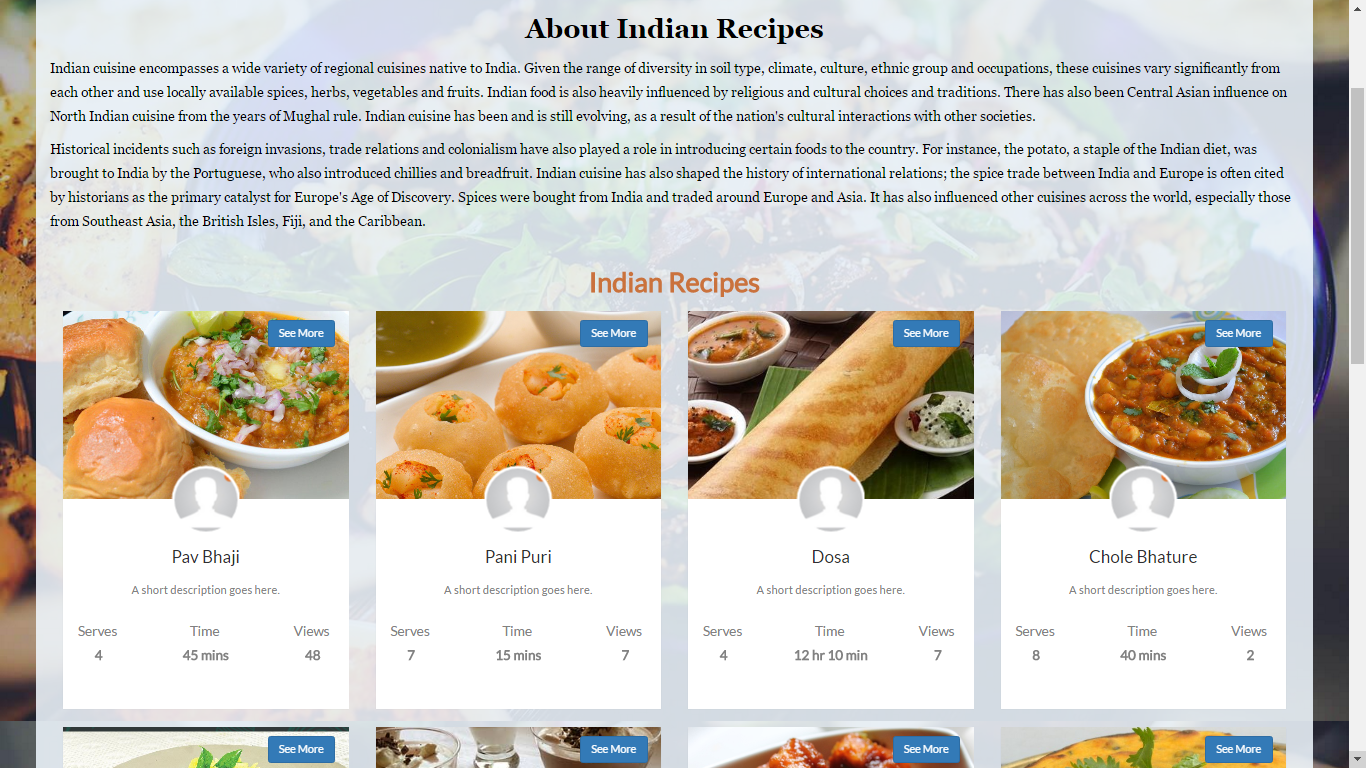 About Indian Recipes
Indian cuisine encompasses a wide variety of regional cuisines native to India. Given the range of diversity in soil type, climate, culture, ethnic group and occupations, these cuisines vary significantly from
each other and use locally available spices, herbs, vegetables and fruits. Indian food is also heavily influenced by religious and cultural choices and traditions. There has also been Central Asian influence on
North Indian cuisine from the years of Mughal rule. Indian cuisine has been and is still evolving, as a result of the nation's cultural interactions with other societies.
Historical incidents such as foreign invasions, trade relations and colonialism have also played a role in introducing certain foods to the country. For instance, the potato, a staple of the Indian diet, was
brought to India by the Portuguese, who also introduced chillies and breadfruit. Indian cuisine has also shaped the history of international relations; the spice trade between India and Europe is often cited
by historians as the primary catalyst for Europe's Age of Discovery. Spices were bought from India and traded around Europe and Asia. It has also influenced other cuisines across the world, especially those
from Southeast Asia, the British Isles, Fiji, and the Caribbean.
Indian Recipes
See More See More See More See More
Pav Bhaji Pani Puri Dosa Chole Bhature
A short description goes here. A short description goes here. A short description goes here. A short description goes here.
Serves Time Views Serves Time Views Serves Time Views Serves Time Views
4 45 mins 48 7 15 mins 7 4 12 hr 10 min 7 8 40 mins 2
See More See More See More See More